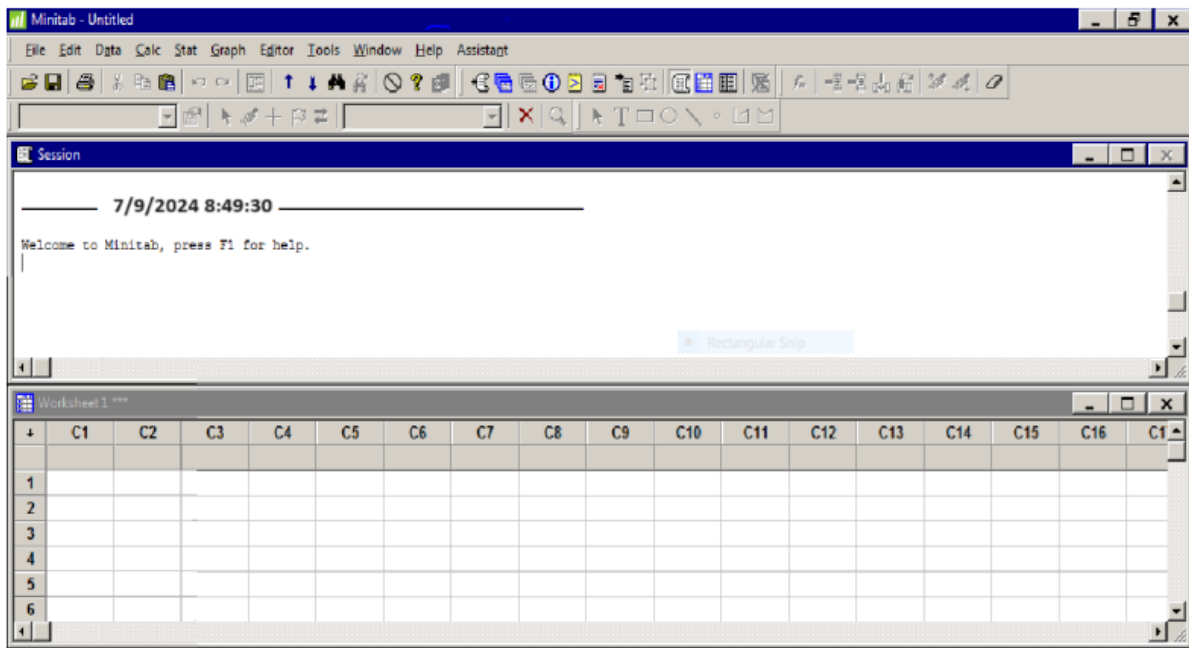 Minitab - Untitled
File Edit Data Calc Stat Graph Editor Tools Window Help Assistant
Session
7/9/2024 8:49:30
Welcome to Minitab, press F1 for help.
Rectangular Snip
Worksheet 1 ***
C1 C2 C3 C4 C5 C6 C7 C8 C9 C10 C11 C12 C13 C14 C15 C16 C1
1
2
3
4
5
6